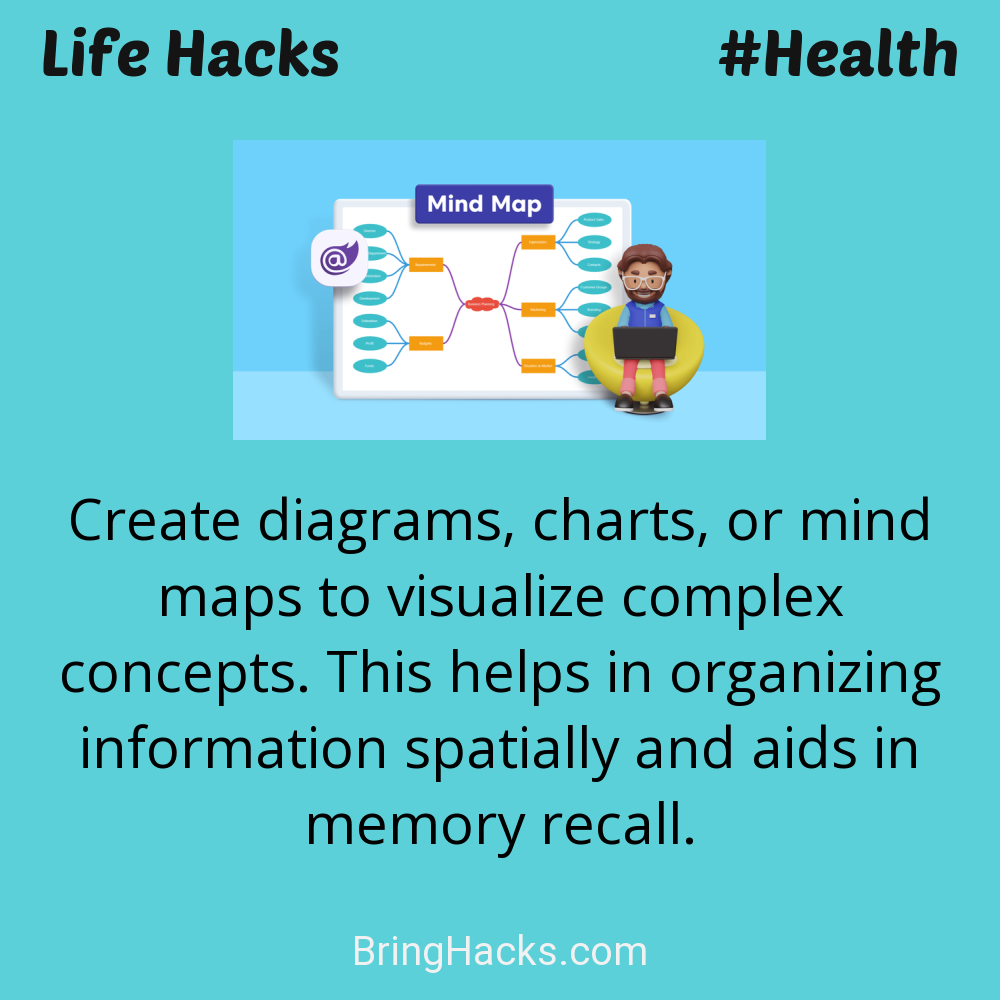 Life Hacks
#Health
Mind Map
@
Create diagrams, charts, or mind
maps to visualize complex
concepts. This helps in organizing
information spatially and aids in
memory recall.
BringHacks.com